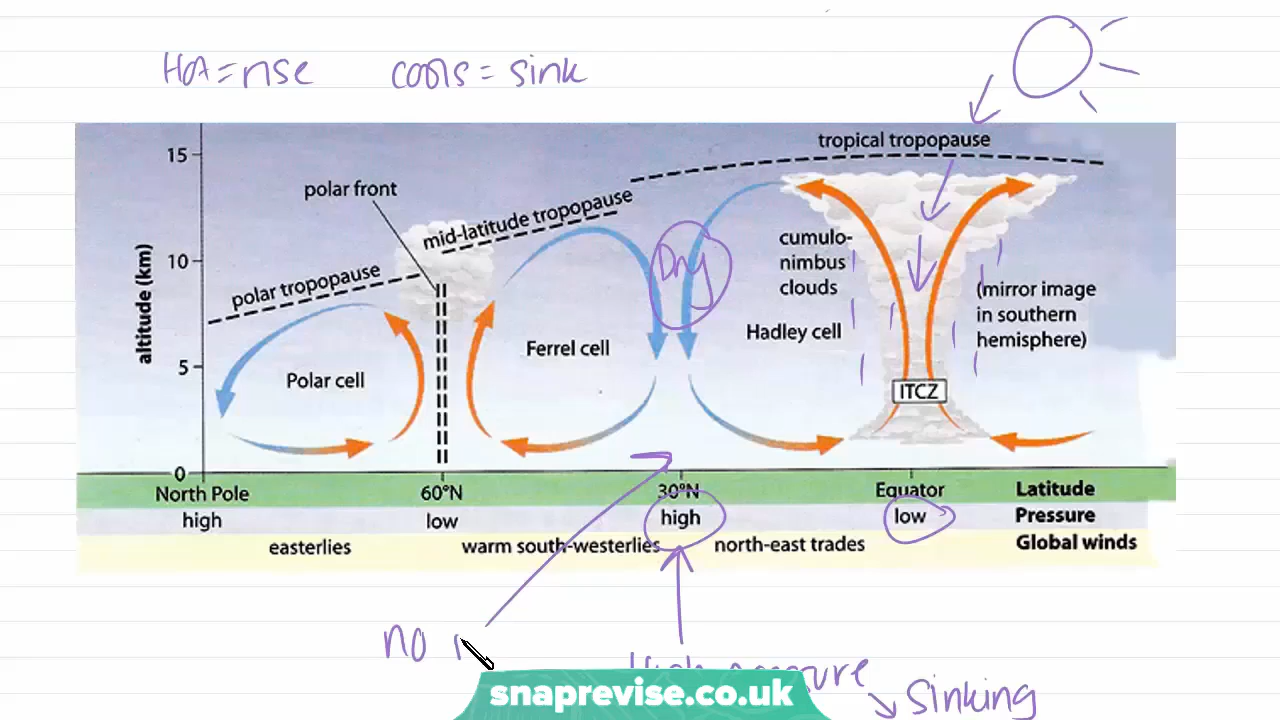 Hot = rise cools = sink
tropical tropopause
15
polar front
mid-latitude tropopause
Dry
cumulo-
nimbus
clouds
10
polar tropopause
altitude (km)
(mirror image
in southern
hemisphere)
Hadley cell
Ferrel cell
Polar cell
5
ITCZ
0
North Pole 60°N 30°N Equator Latitude
high low high low Pressure
easterlies warm south-westerlies north-east trades Global winds
no
High pressure
sinking
snaprevise.co.uk